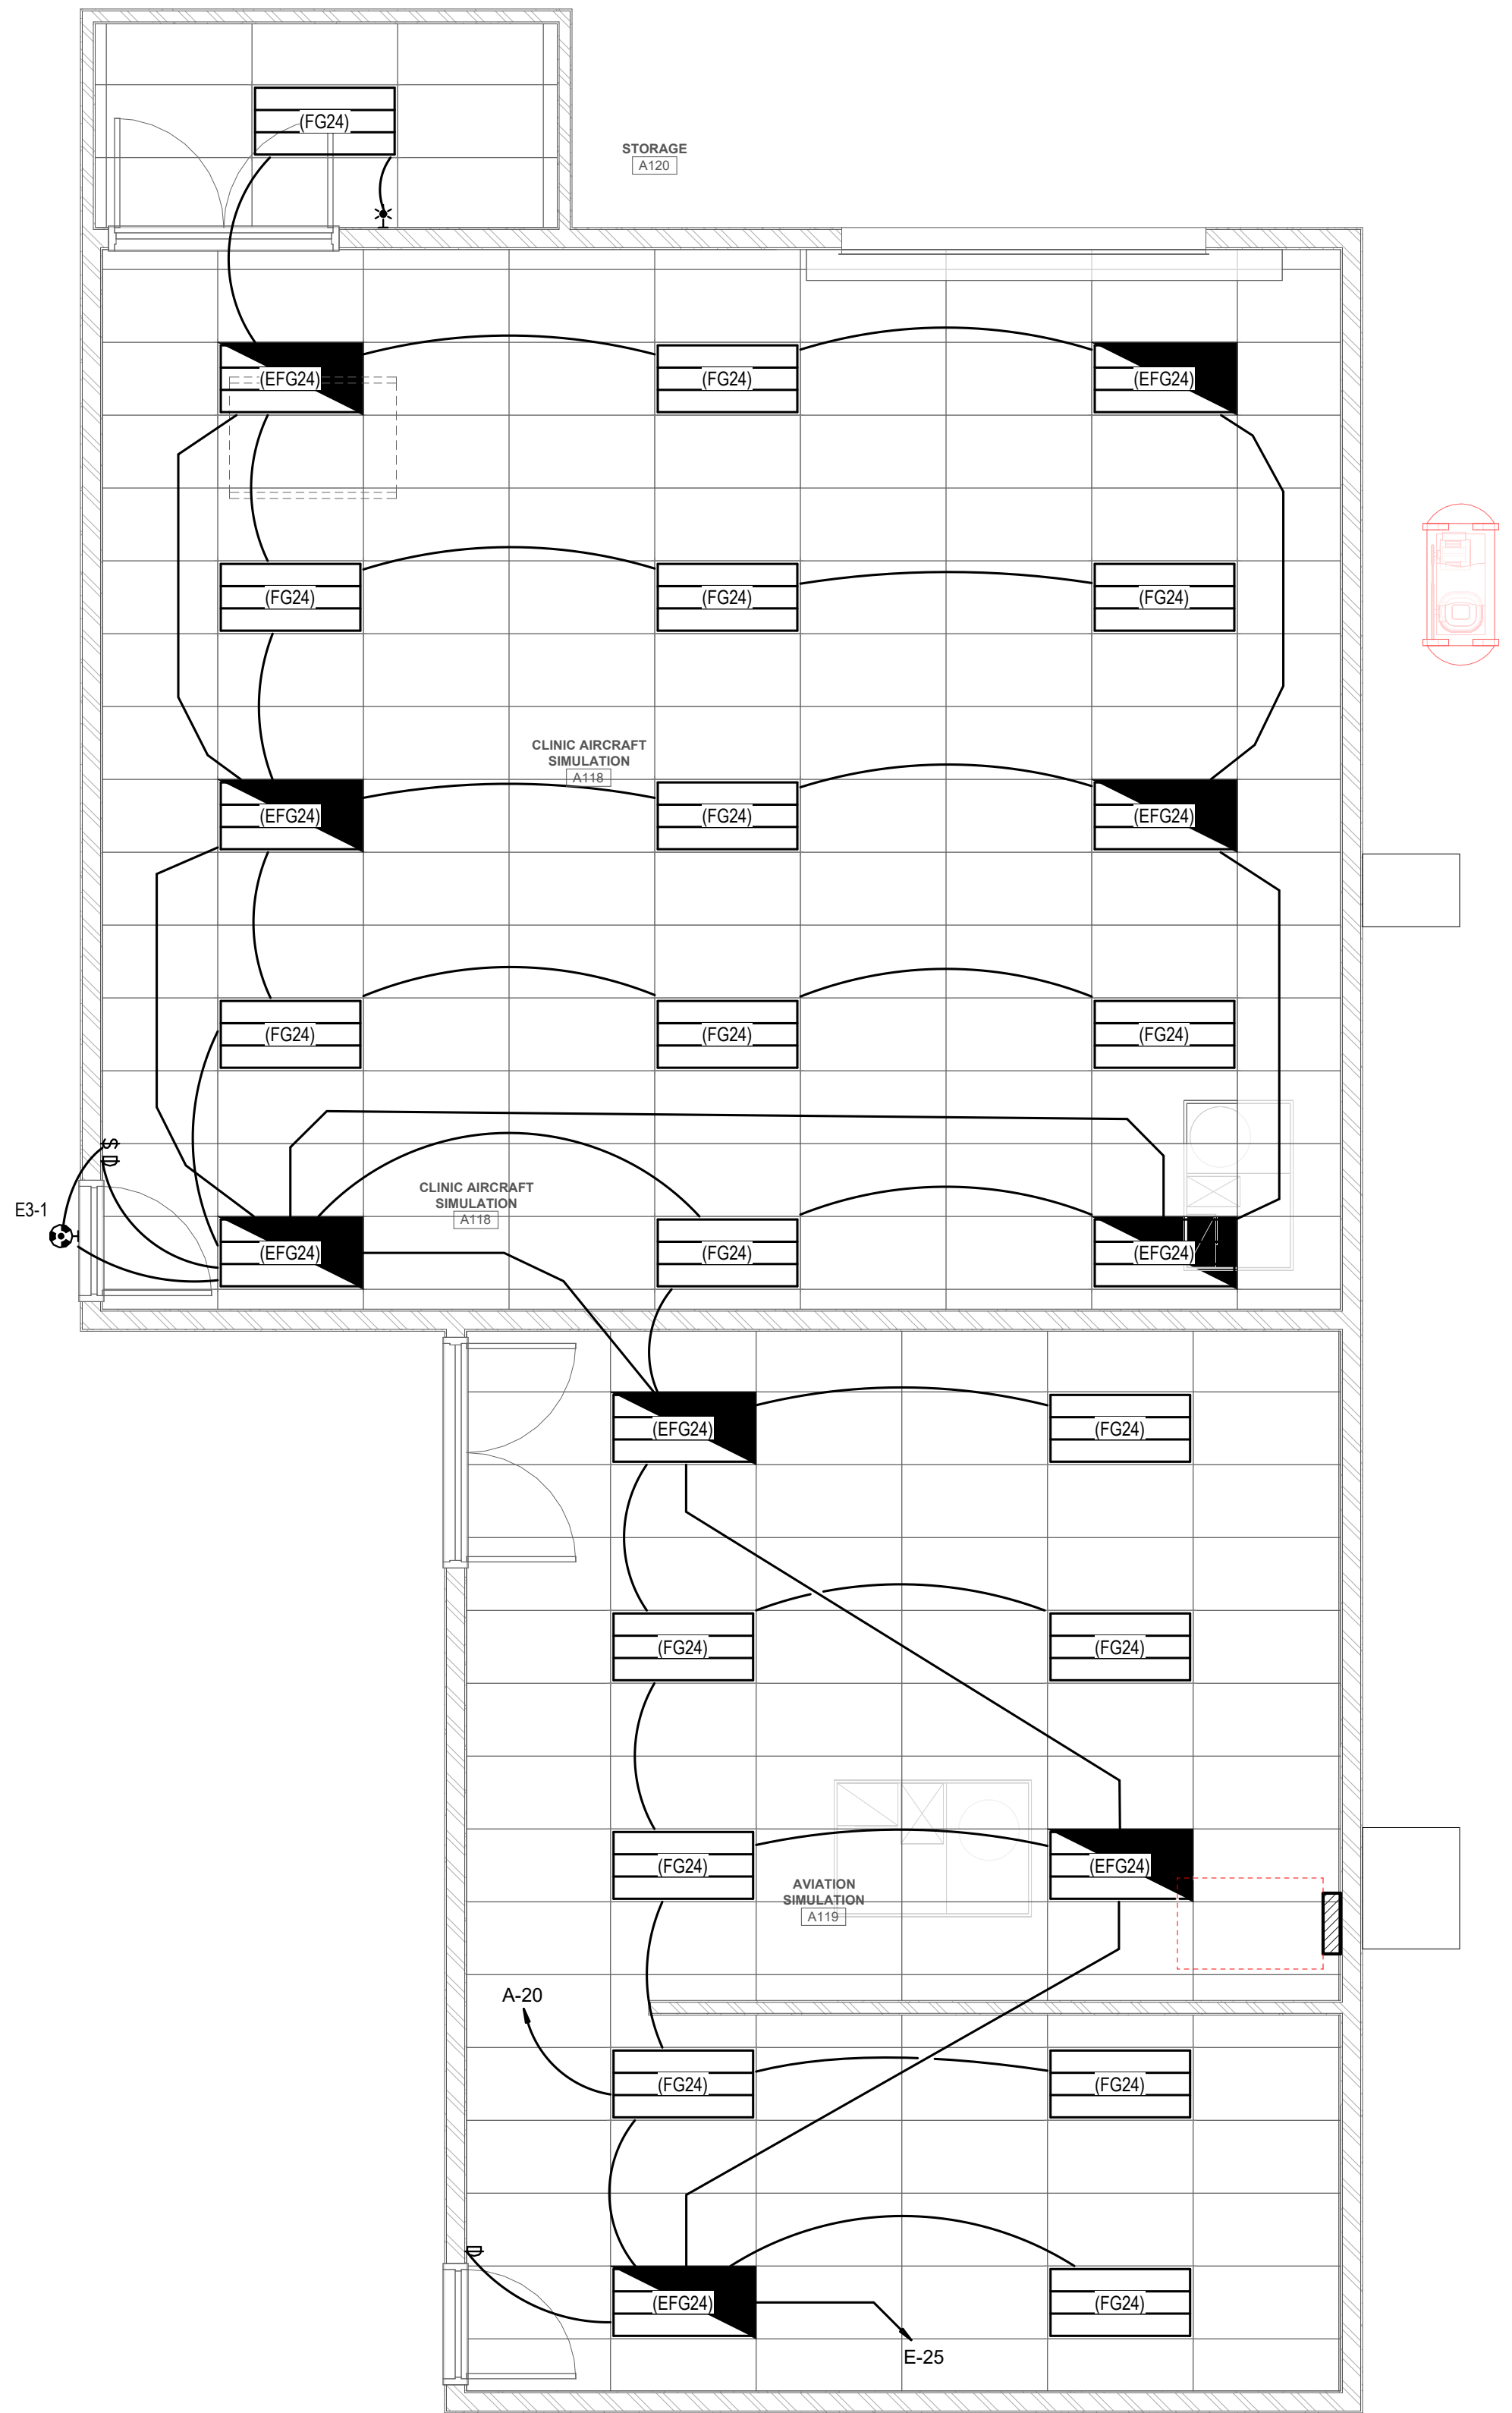 (FG24)
STORAGE
A120
(EFG24)
(FG24)
(EFG24)
(FG24)
(FG24)
(FG24)
CLINIC AIRCRAFT
SIMULATION
A118
(EFG24)
(FG24)
(EFG24)
(FG24)
(FG24)
(FG24)
S
D
CLINIC AIRCRAFT
SIMULATION
A118
E3-1
(EFG24)
(FG24)
(EFG24)
(EFG24)
(FG24)
(FG24)
(FG24)
(FG24)
(EFG24)
AVIATION
SIMULATION
A119
A-20
(FG24)
(FG24)
D
(EFG24)
(FG24)
E-25